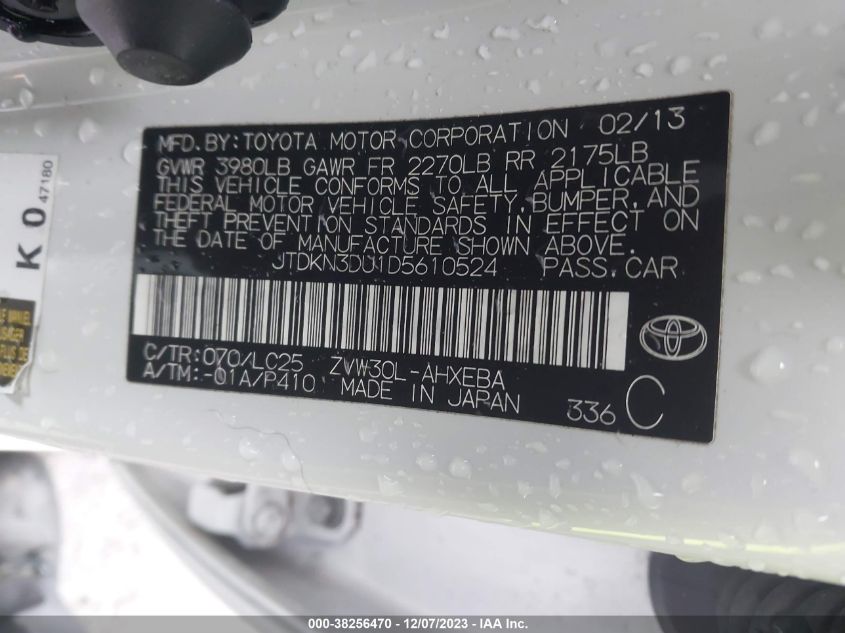 MFD. BY: TOYOTA MOTOR CORPORATION 02/13
GVWR 3980LB GAWR FR 2270LB RR 2175LB
THIS VEHICLE CONFORMS TO ALL APPLICABLE
FEDERAL MOTOR VEHICLE SAFETY, BUMPER, AND
THEFT PREVENTION STANDARDS IN EFFECT ON
THE DATE OF MANUFACTURE SHOWN ABOVE.
JTDKN3DU1D5610524 PASS. CAR
C/TR: 070/LC25 ZVW30L-AHXEBA
A/TM: -01A/P410 MADE IN JAPAN
336 C
K 0
47180
000-38256470 - 12/07/2023 - IAA Inc.